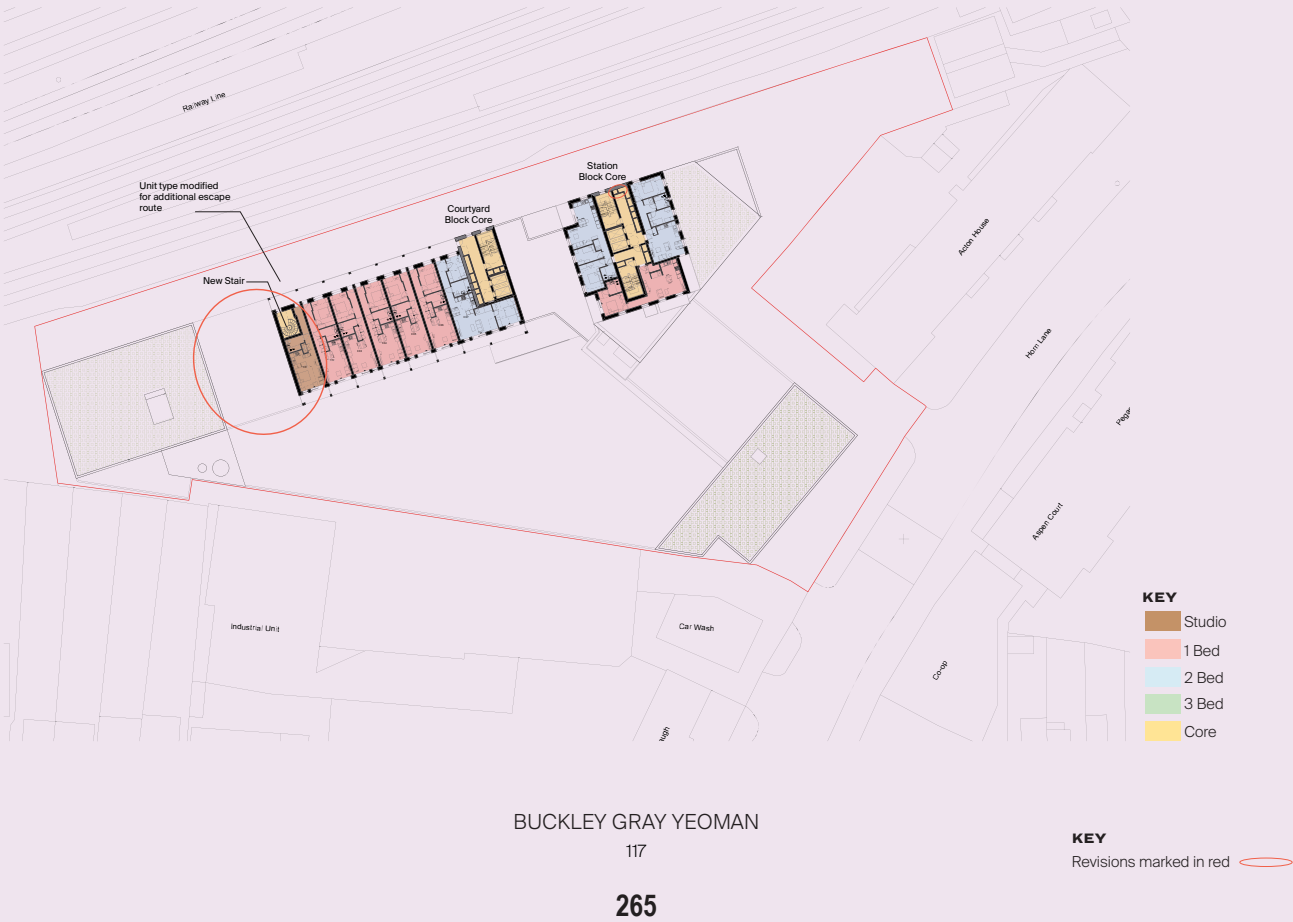 Railway Line
Station
Block Core
Unit type modified
for additional escape
route
Courtyard
Block Core
Acton House
New Stair
Horn Lane
Aspen Court
KEY
Studio
1 Bed
2 Bed
3 Bed
Core
Industrial Unit
Car Wash
Co-op
BUCKLEY GRAY YEOMAN
117
KEY
Revisions marked in red
265